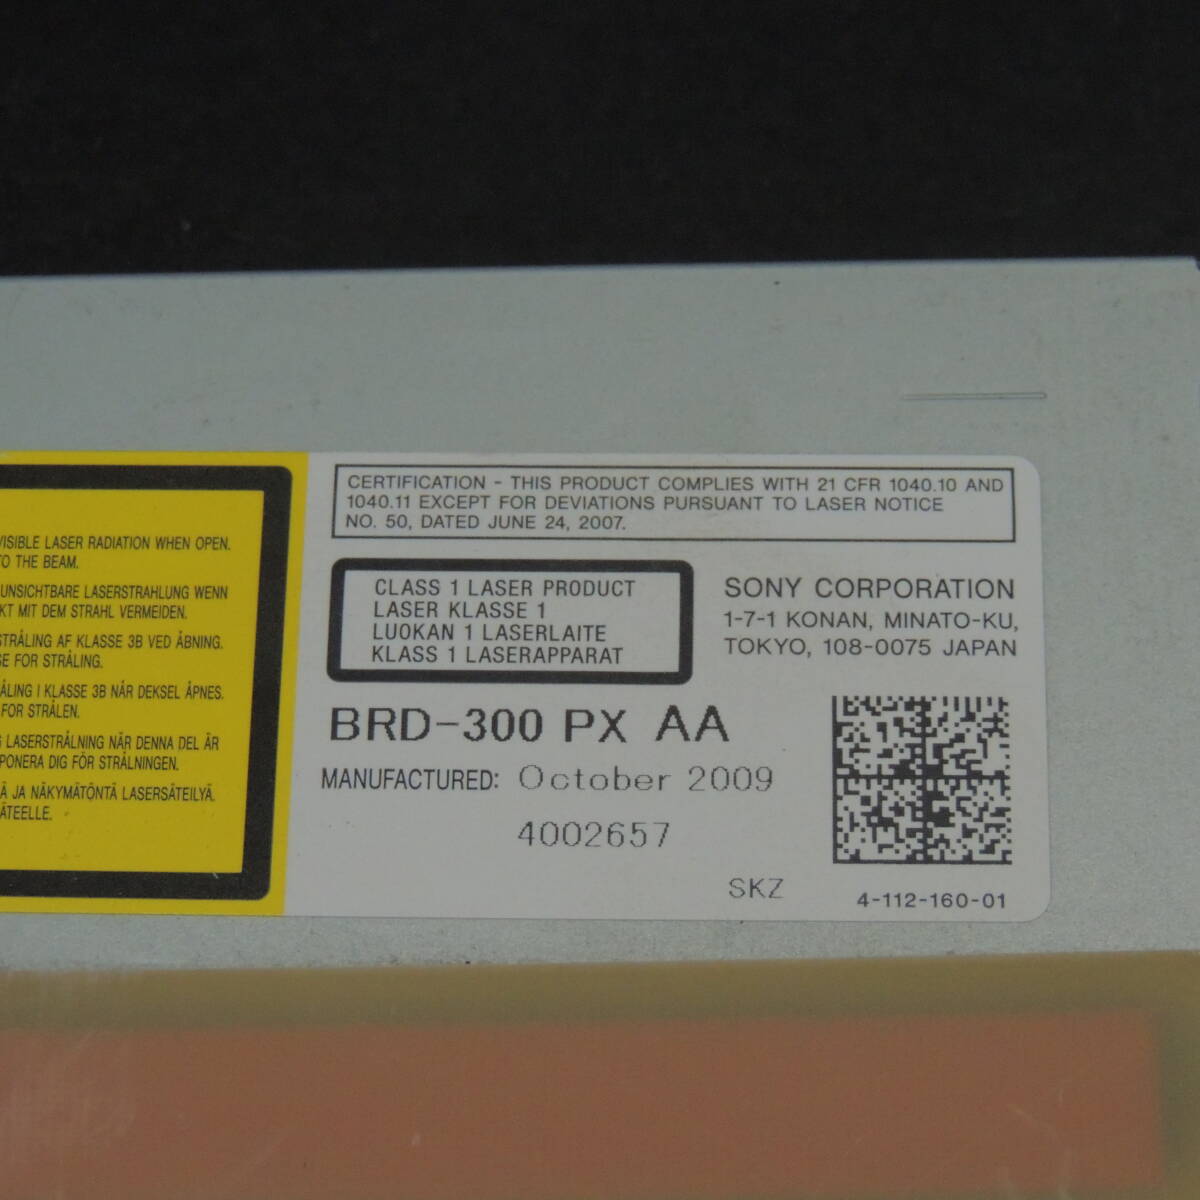 VISIBLE LASER RADIATION WHEN OPEN.
TO THE BEAM.
UNSICHTBARE LASERSTRAHLUNG WENN
MIT DEM STRAHL VERMEIDEN.
STRÅLING AF KLASSE 3B VED ÅBNING.
FOR STRÅLING.
I KLASSE 3B NÅR DEKSEL ÅPNES.
FOR STRÅLEN.
LASERSTRÅLNING NÄR DENNA DEL ÄR
DIG FÖR STRÅLNINGEN.
JA NÄKYMÄTÖNTÄ LASERSÄTEILYÄ.
CERTIFICATION - THIS PRODUCT COMPLIES WITH 21 CFR 1040.10 AND
1040.11 EXCEPT FOR DEVIATIONS PURSUANT TO LASER NOTICE
NO. 50, DATED JUNE 24, 2007.
CLASS 1 LASER PRODUCT
LASER KLASSE 1
LUOKAN 1 LASERLAITE
KLASS 1 LASERAPPARAT
SONY CORPORATION
1-7-1 KONAN, MINATO-KU,
TOKYO, 108-0075 JAPAN
BRD-300 PX AA
MANUFACTURED: October 2009
4002657
SKZ
4-112-160-01